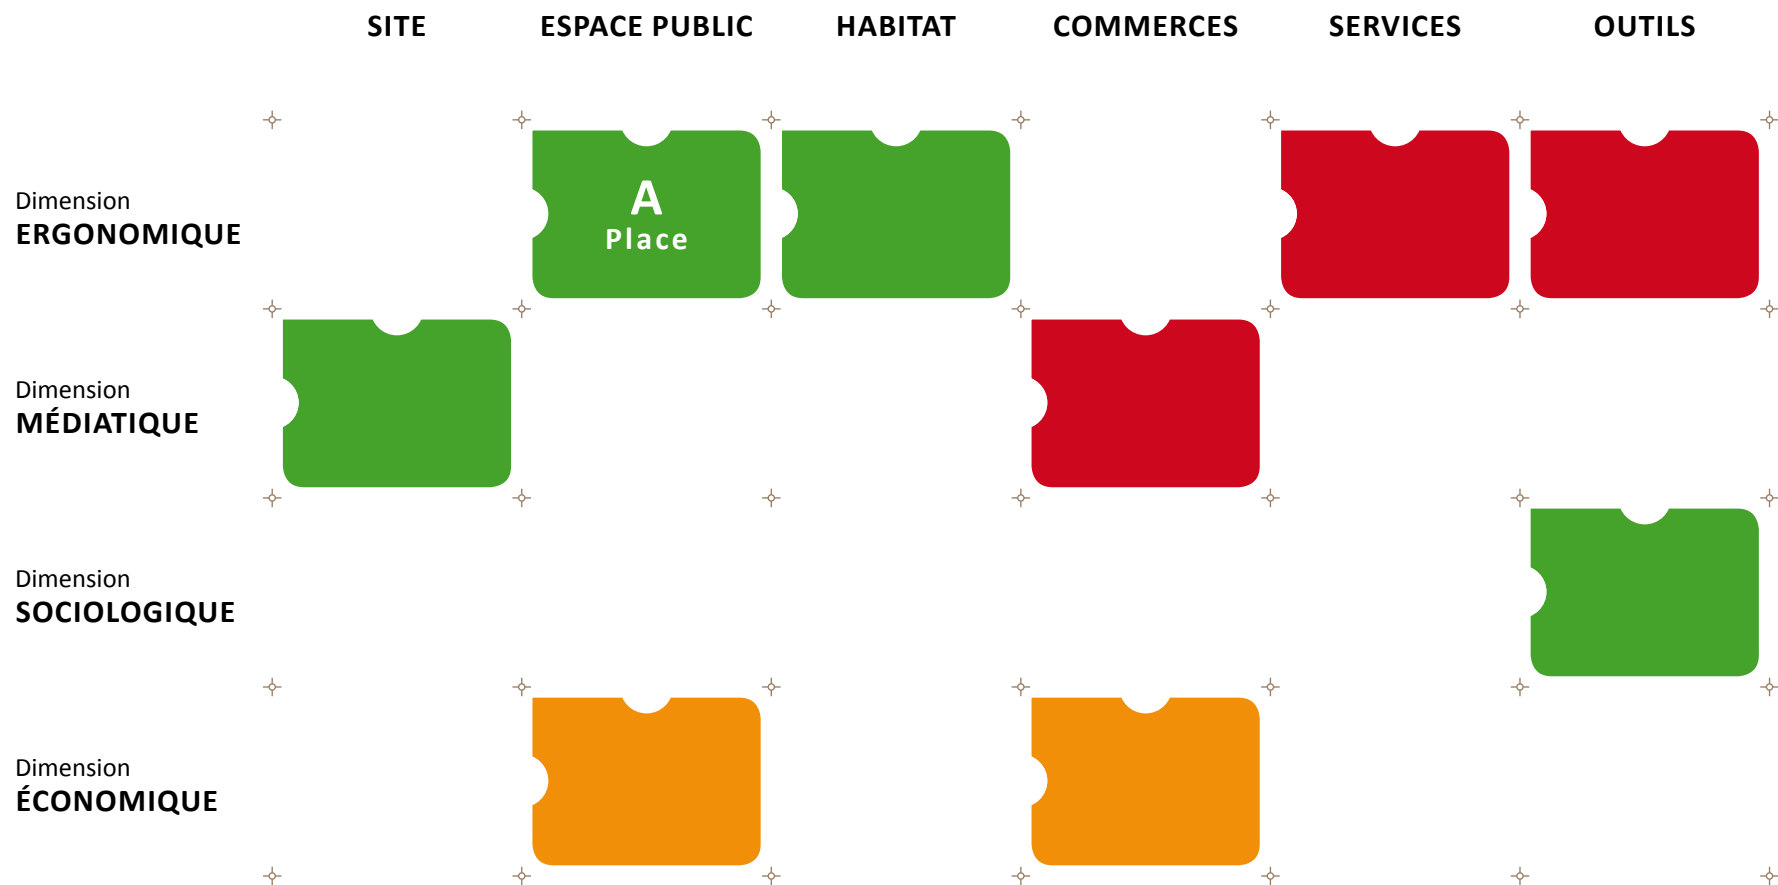 SITE ESPACE PUBLIC HABITAT COMMERCES SERVICES OUTILS
Dimension
ERGONOMIQUE
A
Place
Dimension
MÉDIATIQUE
Dimension
SOCIOLOGIQUE
Dimension
ÉCONOMIQUE